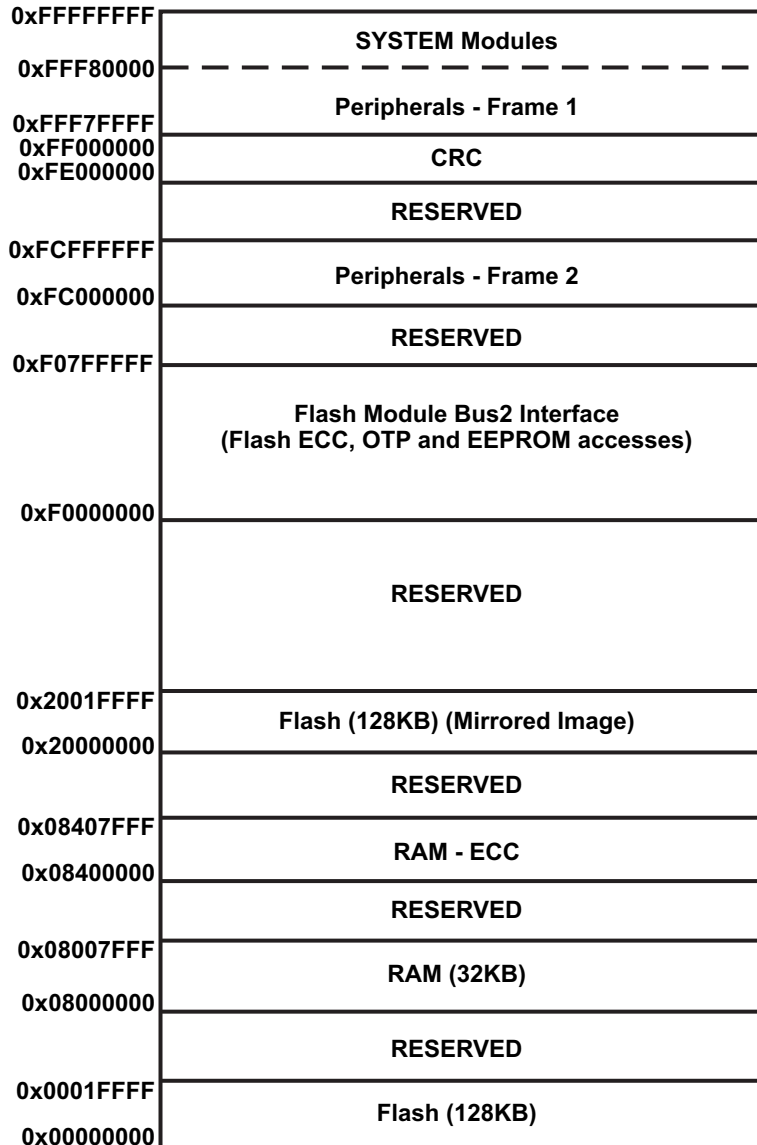 0xFFFFFFFF
SYSTEM Modules
0xFFF80000
Peripherals - Frame 1
0xFFF7FFFF
0xFF000000
CRC
0xFE000000
RESERVED
0xFCFFFFFF
Peripherals - Frame 2
0xFC000000
RESERVED
0xF07FFFFF
Flash Module Bus2 Interface
(Flash ECC, OTP and EEPROM accesses)
0xF0000000
RESERVED
0x2001FFFF
Flash (128KB) (Mirrored Image)
0x20000000
RESERVED
0x08407FFF
RAM - ECC
0x08400000
RESERVED
0x08007FFF
RAM (32KB)
0x08000000
RESERVED
0x0001FFFF
Flash (128KB)
0x00000000